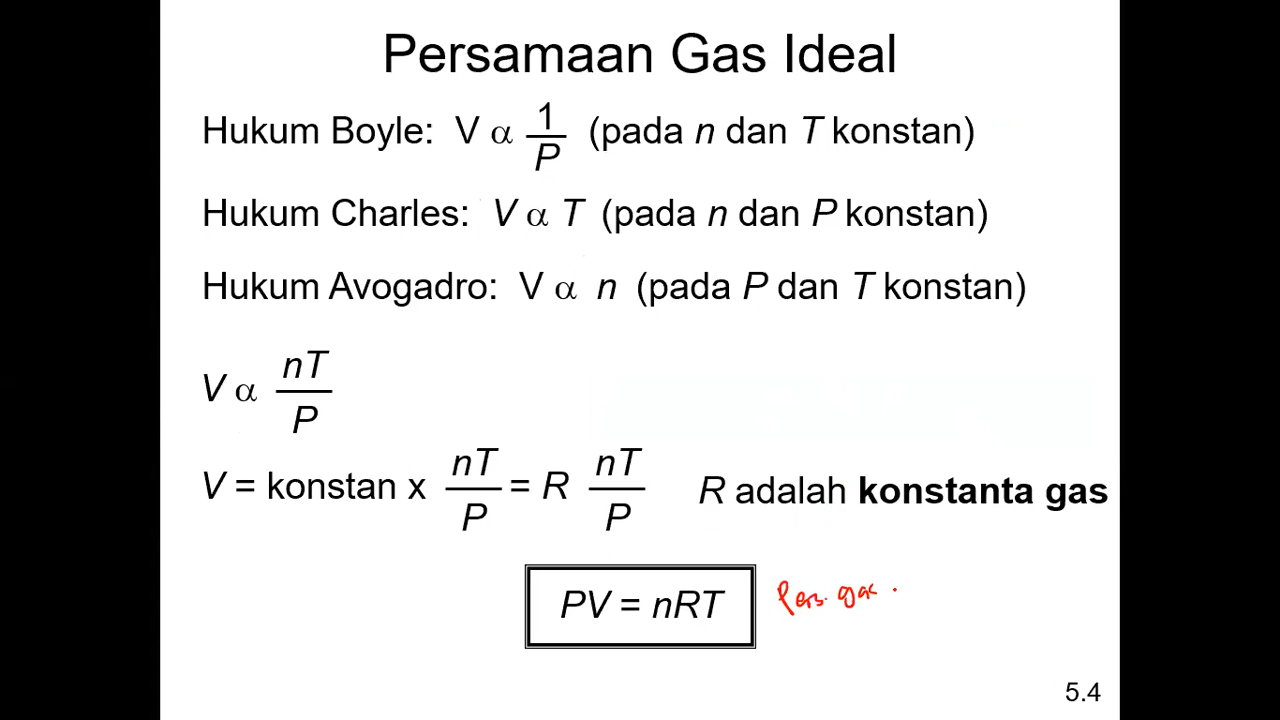 Persamaan Gas Ideal
Hukum Boyle: V α 1/P (pada n dan T konstan)
Hukum Charles: V α T (pada n dan P konstan)
Hukum Avogadro: V α n (pada P dan T konstan)
V α nT/P
V = konstan x nT/P = R nT/P R adalah konstanta gas
PV = nRT Pers. gas
5.4